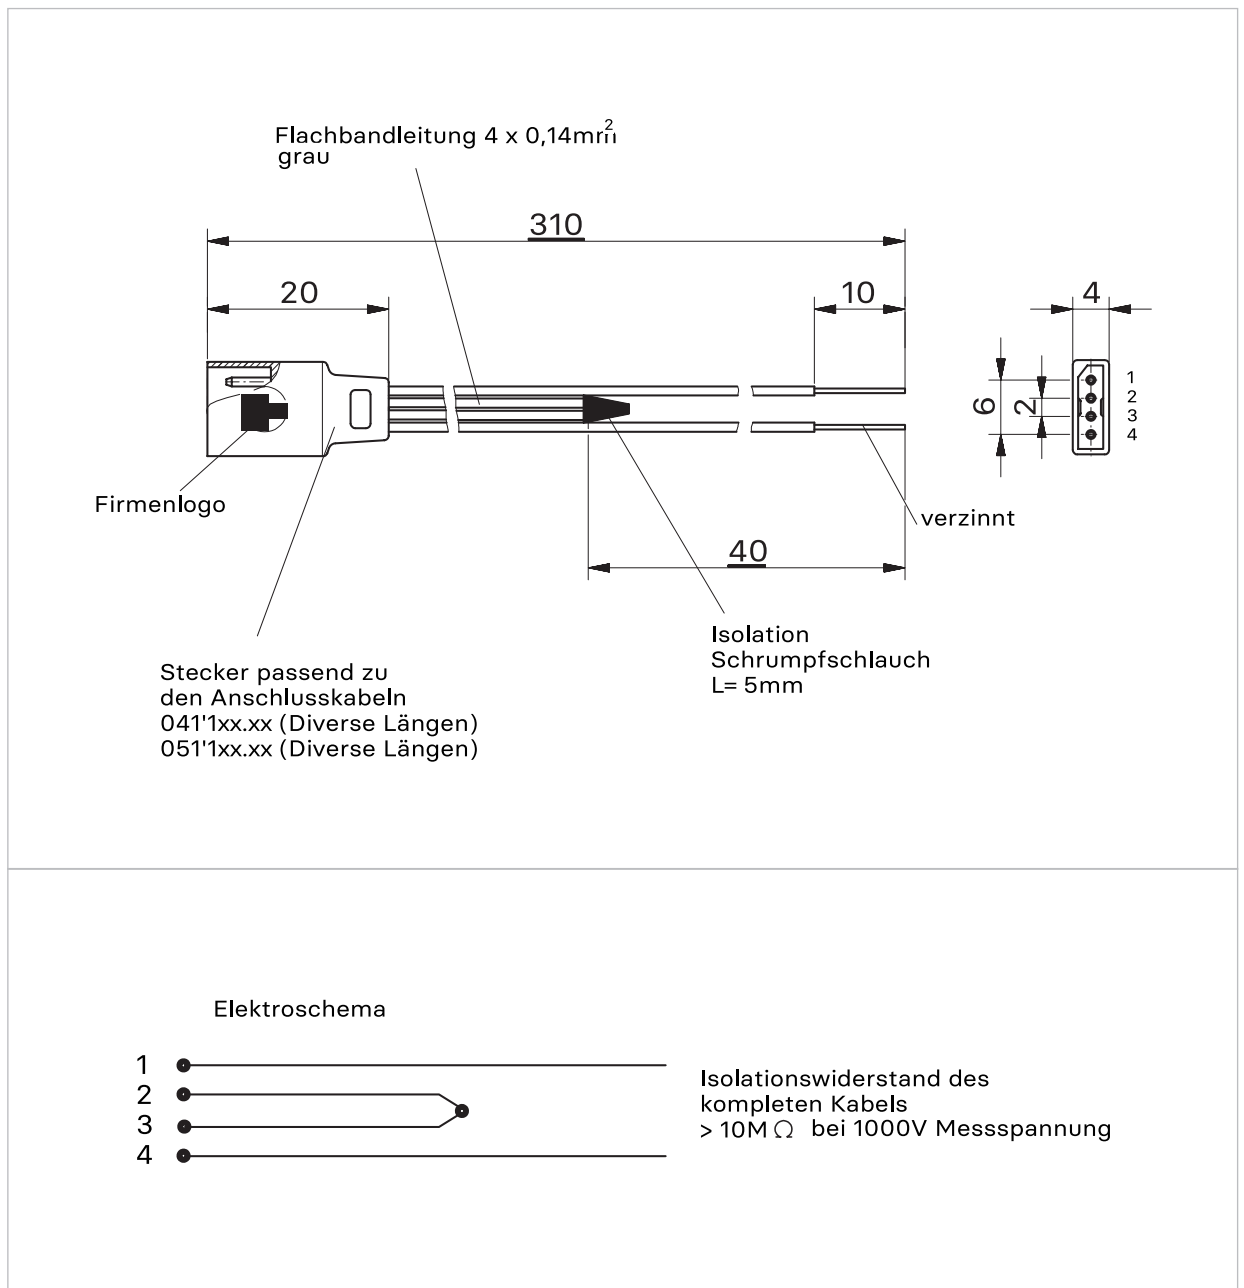 Flachbandleitung 4 x 0,14mm²
grau
310
20
10
4
6
2
1
2
3
4
Firmenlogo
verzinnt
40
Isolation
Schrumpfschlauch
L= 5mm
Stecker passend zu
den Anschlusskabeln
041'1xx.xx (Diverse Längen)
051'1xx.xx (Diverse Längen)
Elektroschema
1
2
3
4
Isolationswiderstand des
kompleten Kabels
> 10M Ω bei 1000V Messspannung